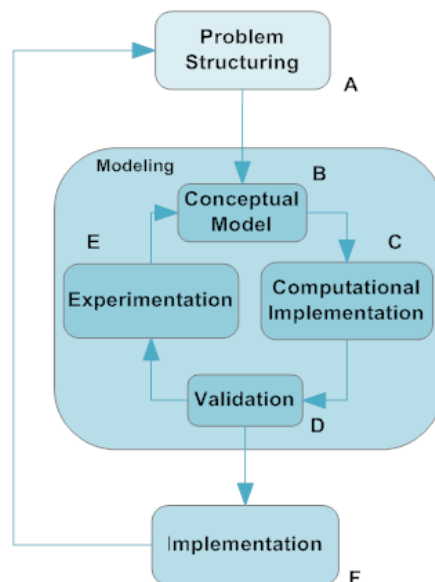 Problem
Structuring
A
Modeling
B
Conceptual
Model
E
C
Experimentation
Computational
Implementation
Validation
D
Implementation